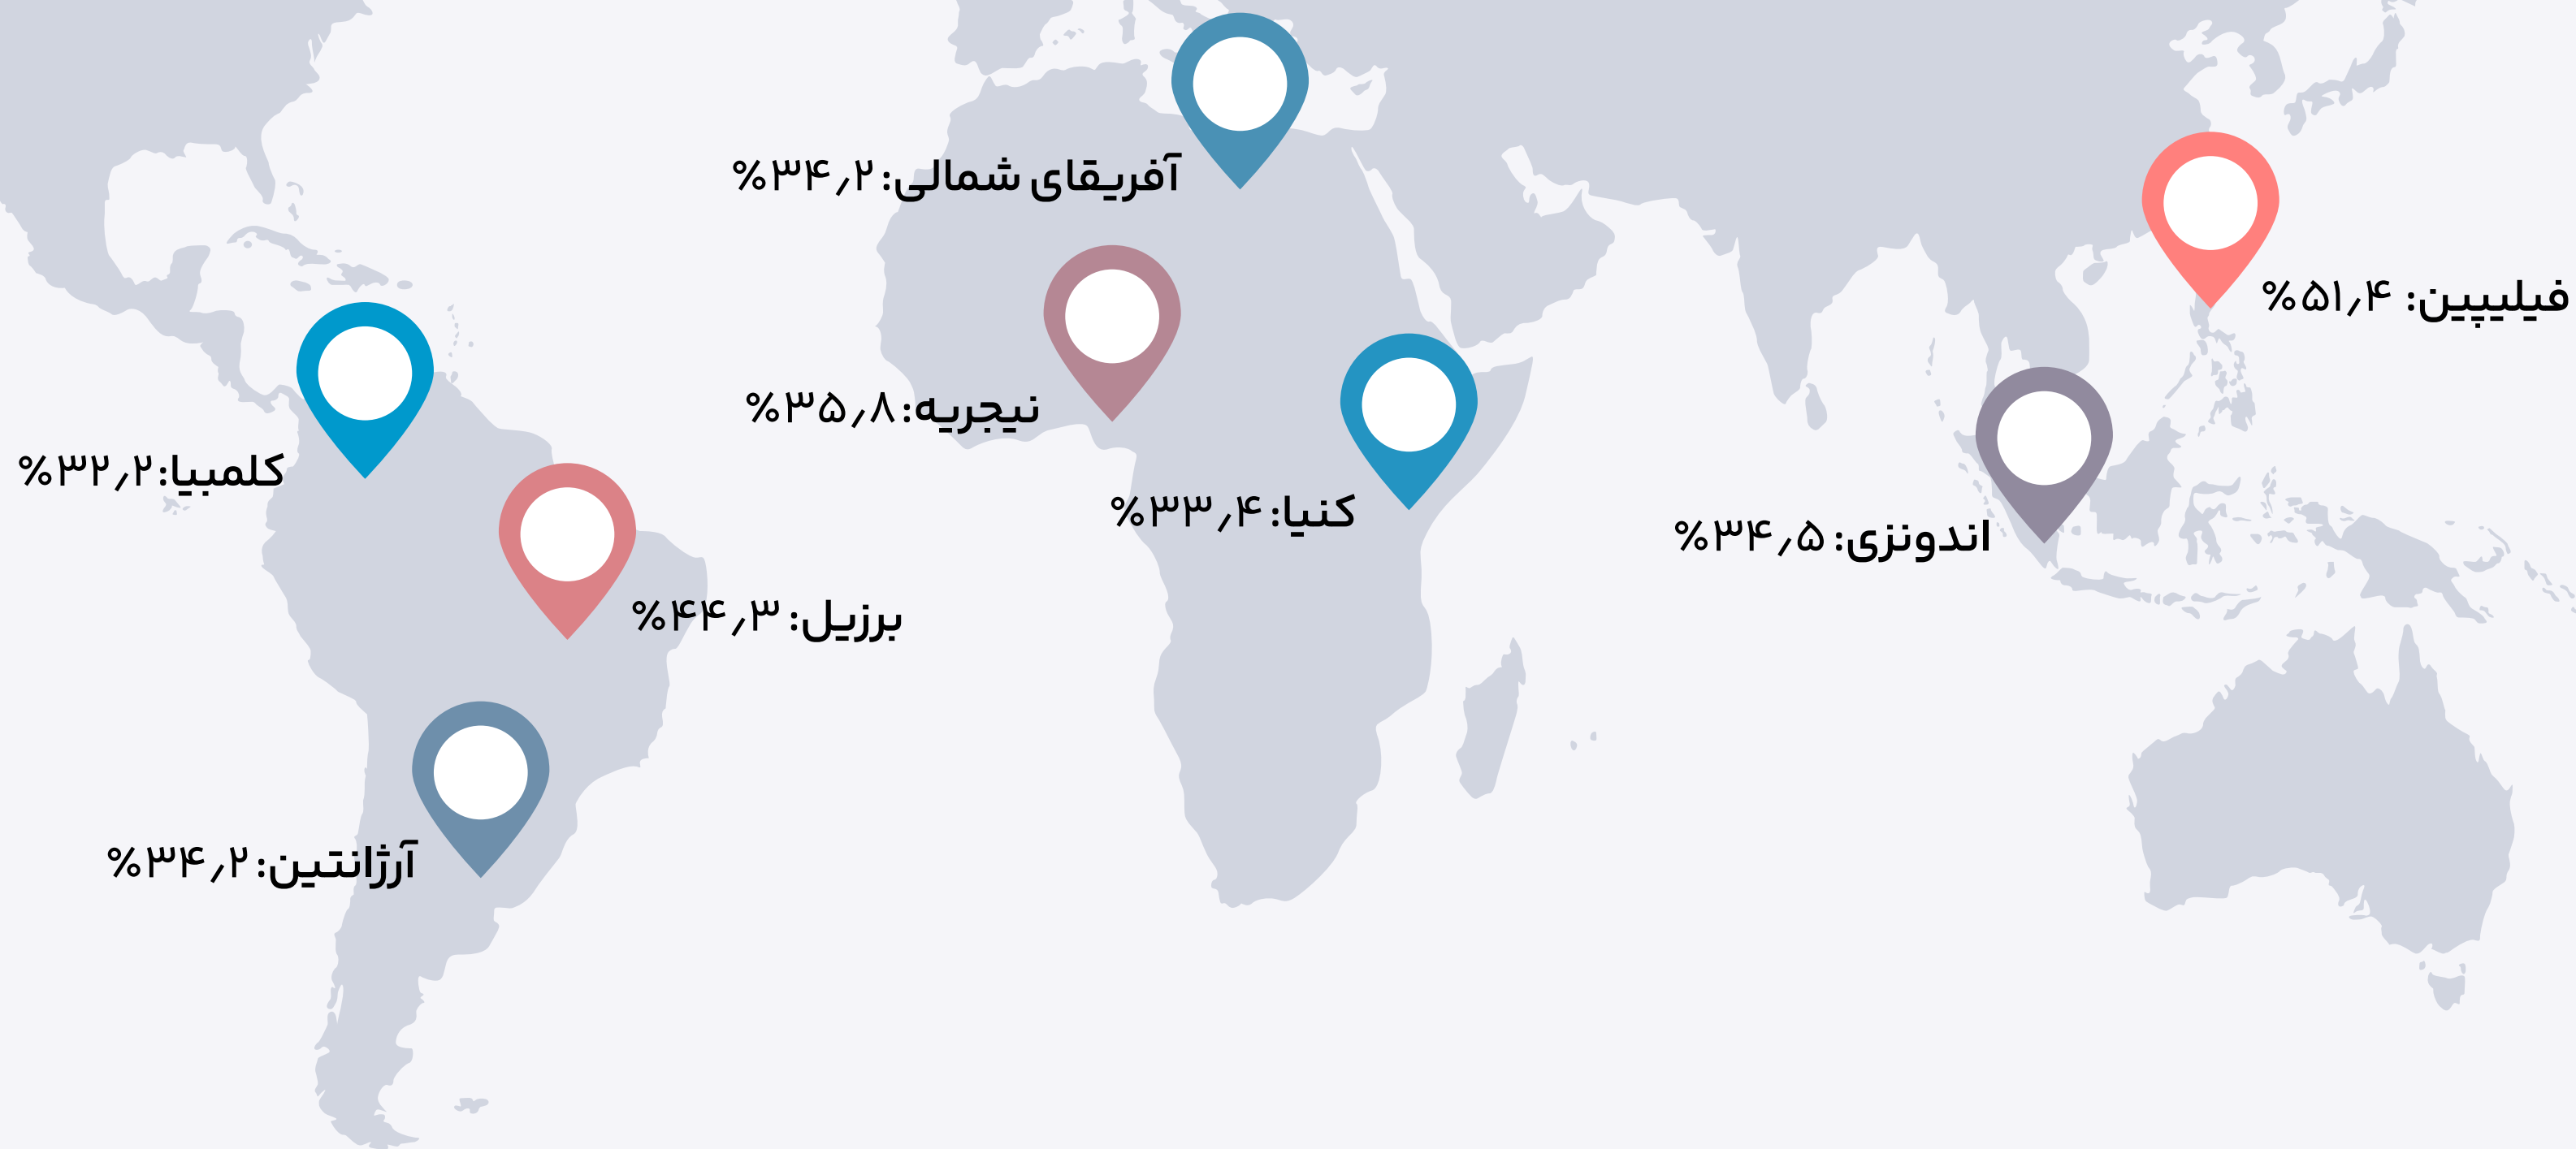 آفریقای شمالی: ۳۴٫۲%
فیلیپین: ۵۱٫۴%
نیجریه: ۳۵٫۸%
کلمبیا: ۳۲٫۲%
کنیا: ۳۳٫۴%
اندونزی: ۳۴٫۵%
برزیل: ۴۴٫۳%
آرژانتین: ۳۴٫۲%